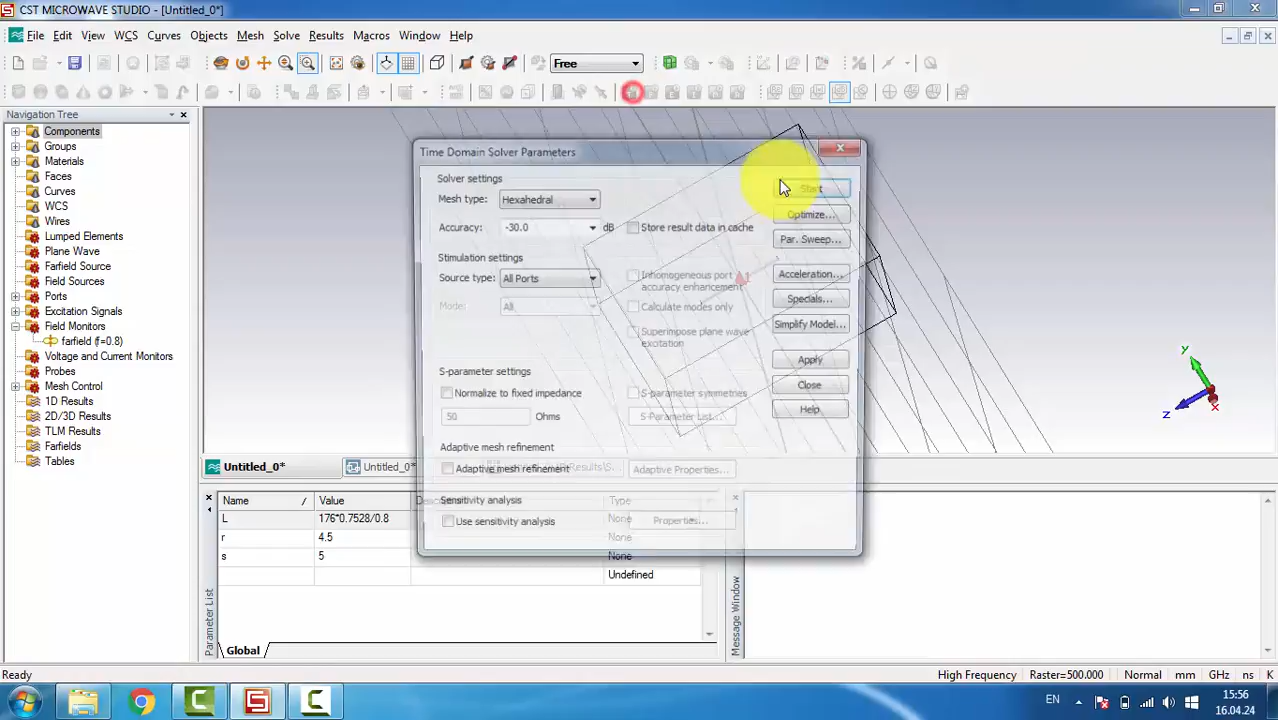 CST MICROWAVE STUDIO - [Untitled_0*]
File Edit View WCS Curves Objects Mesh Solve Results Macros Window Help
Free
Navigation Tree
Components
Groups
Materials
Faces
Curves
WCS
Wires
Lumped Elements
Plane Wave
Farfield Source
Field Sources
Ports
Excitation Signals
Field Monitors
farfield (f=0.8)
Voltage and Current Monitors
Probes
Mesh Control
1D Results
2D/3D Results
TLM Results
Farfields
Tables
Time Domain Solver Parameters
Solver settings
Mesh type: Hexahedral
Accuracy: -30.0 dB
Store result data in cache
Stimulation settings
Source type: All Ports
Mode: All
Inhomogeneous port accuracy enhancement
Calculate modes only
Superimpose plane wave excitation
S-parameter settings
Normalize to fixed impedance
50 Ohms
S-parameter symmetries
S-Parameter List...
Adaptive mesh refinement
Adaptive mesh refinement
Adaptive Properties...
Sensitivity analysis
Use sensitivity analysis
Properties...
Start
Optimize...
Par. Sweep...
Acceleration...
Specials...
Simplify Model...
Apply
Close
Help
1
y
z
x
Untitled_0*
Untitled_0*
Name / Value Type
L 176*0.7528/0.8 None
r 4.5 None
s 5 None
Undefined
Global
Parameter List
Message Window
Ready
High Frequency Raster=500.000 Normal mm GHz ns K
EN
15:56
16.04.24